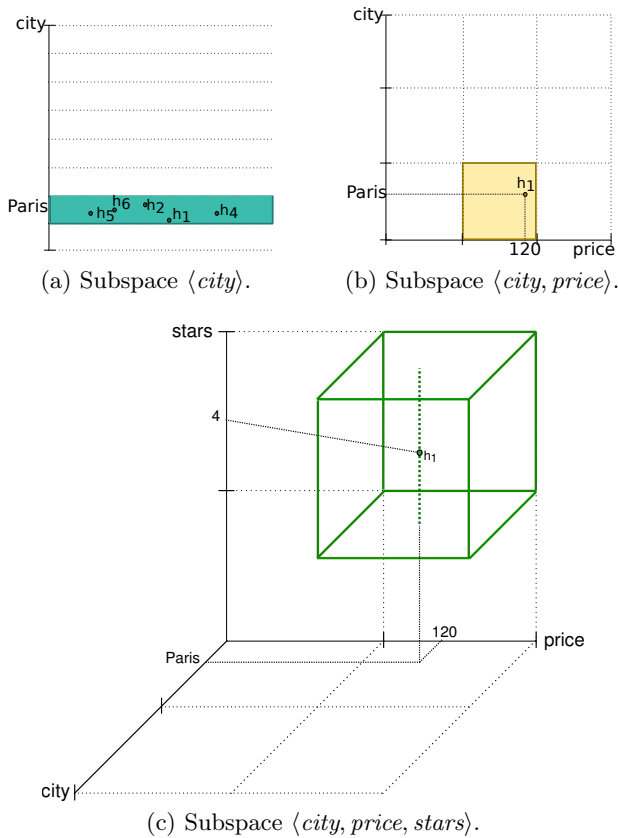 city
Paris
h5
h6
h2
h1
h4
(a) Subspace ⟨city⟩.
city
Paris
h1
120
price
(b) Subspace ⟨city, price⟩.
stars
4
h1
120
price
Paris
city
(c) Subspace ⟨city, price, stars⟩.